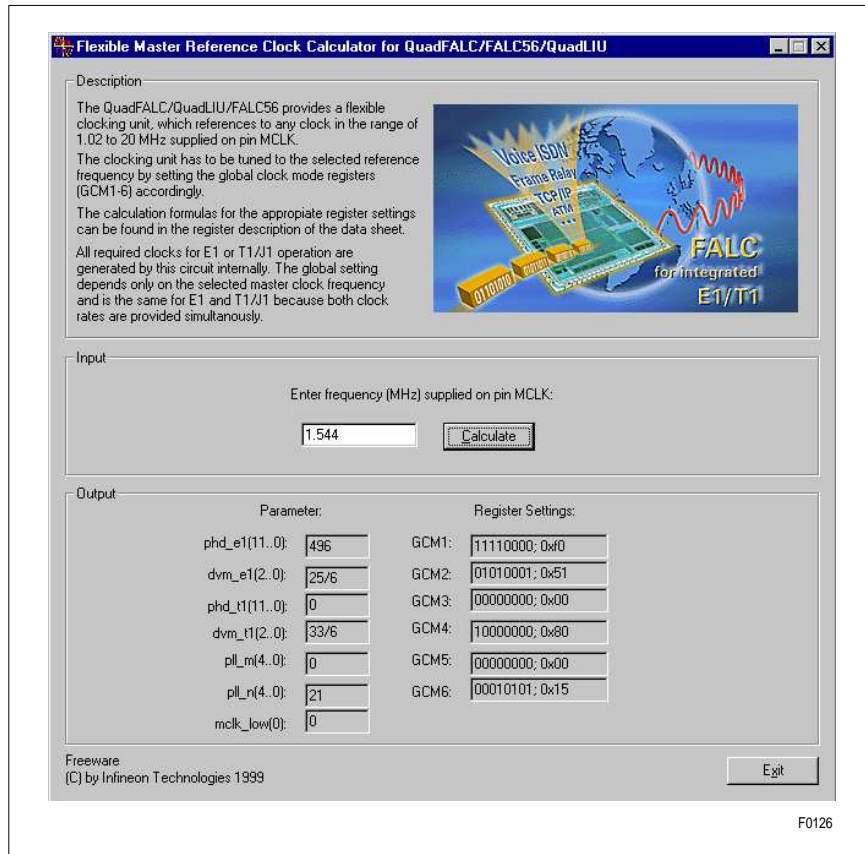 Flexible Master Reference Clock Calculator for QuadFALC/FALC56/QuadLIU
Description
The QuadFALC/QuadLIU/FALC56 provides a flexible
clocking unit, which references to any clock in the range of
1.02 to 20 MHz supplied on pin MCLK.
The clocking unit has to be tuned to the selected reference
frequency by setting the global clock mode registers
(GCM1-6) accordingly.
The calculation formulas for the appropiate register settings
can be found in the register description of the data sheet.
All required clocks for E1 or T1/J1 operation are
generated by this circuit internally. The global setting
depends only on the selected master clock frequency
and is the same for E1 and T1/J1 because both clock
rates are provided simultanously.
Voice ISDN
Frame Relay
TCP/IP
ATM
...
01101010
FALC
for integrated
E1/T1
Input
Enter frequency (MHz) supplied on pin MCLK:
1.544
Calculate
Output
Parameter:
Register Settings:
phd_e1(11..0): 496 GCM1: 11110000; 0xf0
dvm_e1(2..0): 25/6 GCM2: 01010001; 0x51
phd_t1(11..0): 0 GCM3: 00000000; 0x00
dvm_t1(2..0): 33/6 GCM4: 10000000; 0x80
pll_m(4..0): 0 GCM5: 00000000; 0x00
pll_n(4..0): 21 GCM6: 00010101; 0x15
mclk_low(0): 0
Freeware
(C) by Infineon Technologies 1999
Exit
F0126